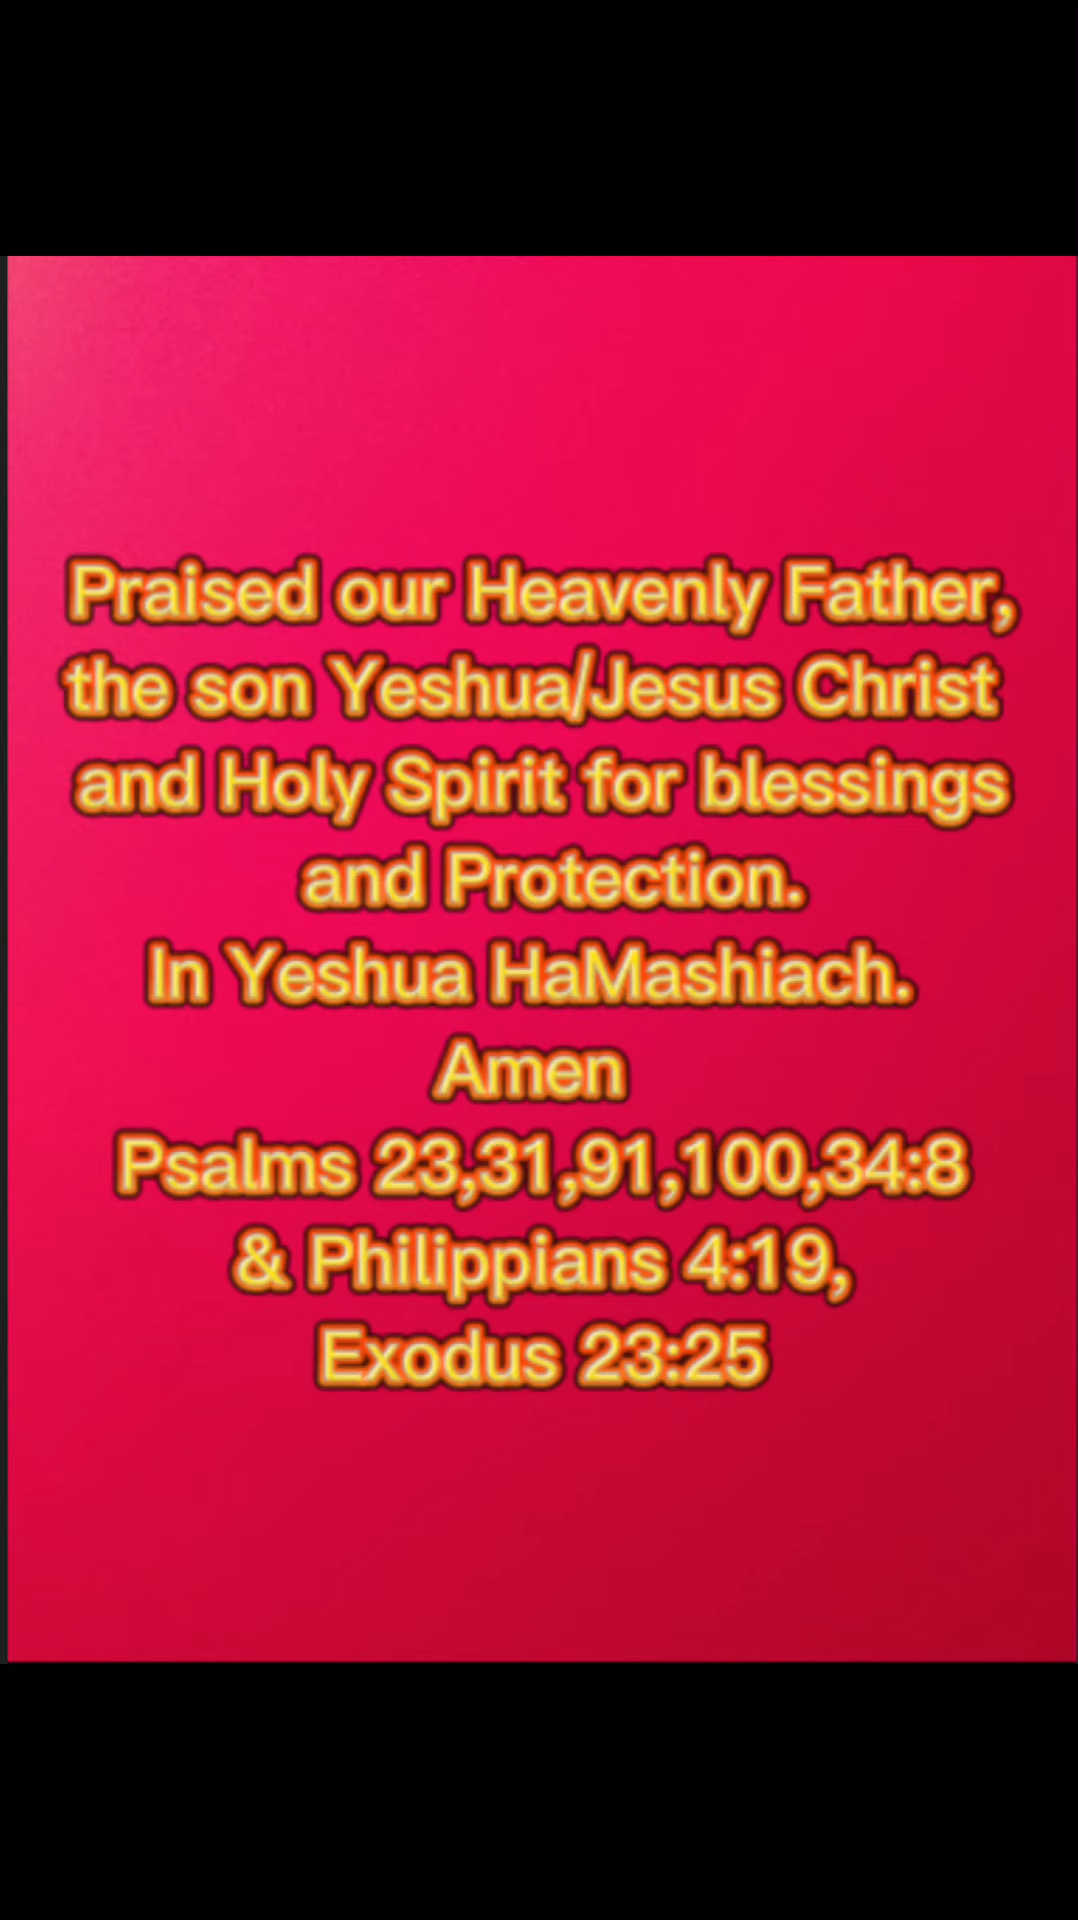 Praised our Heavenly Father,
the son Yeshua/Jesus Christ
and Holy Spirit for blessings
and Protection.
In Yeshua HaMashiach.
Amen
Psalms 23,31,91,100,34:8
& Philippians 4:19,
Exodus 23:25